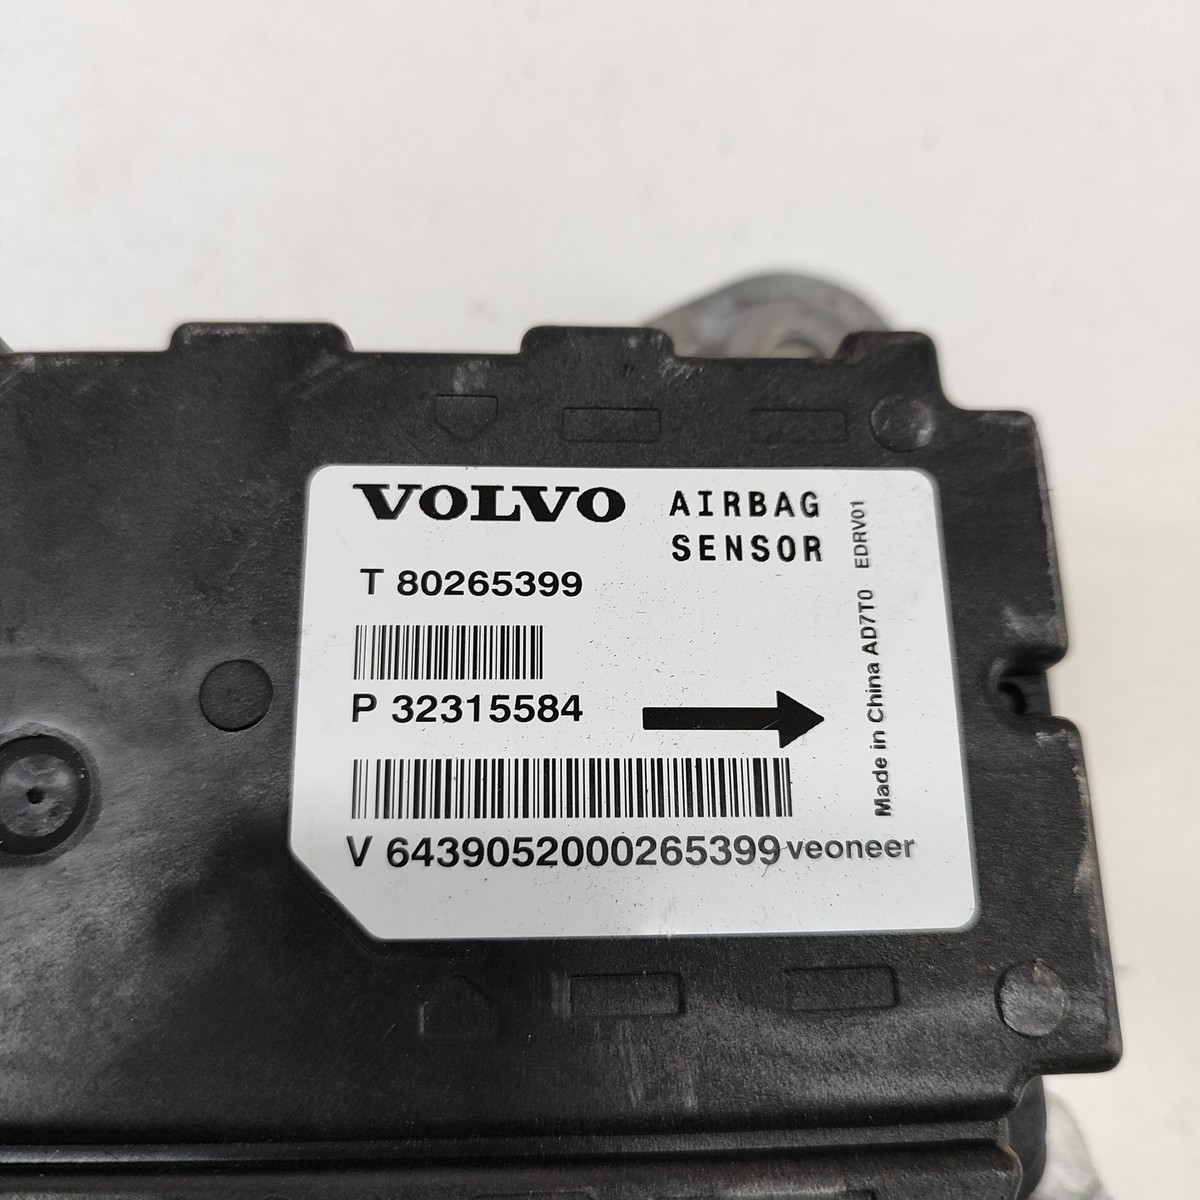 VOLVO AIRBAG
SENSOR
T 80265399
P 32315584
V 6439052000265399 veoneer
Made in China AD7T0 EDRV01